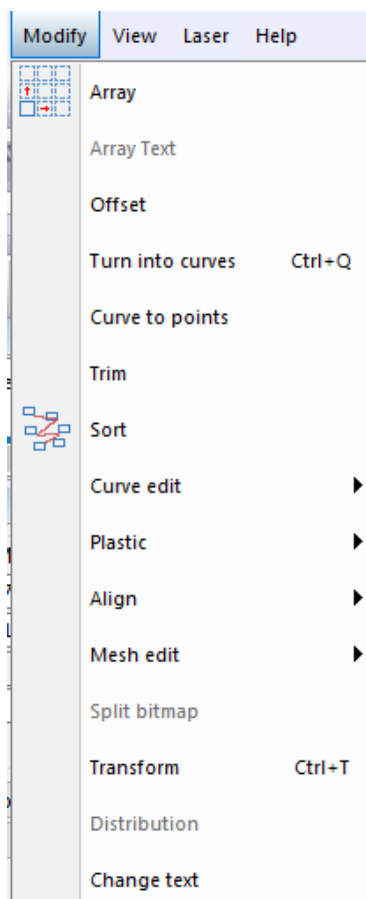 Modify View Laser Help
Array
Array Text
Offset
Turn into curves Ctrl+Q
Curve to points
Trim
Sort
Curve edit
Plastic
Align
Mesh edit
Split bitmap
Transform Ctrl+T
Distribution
Change text